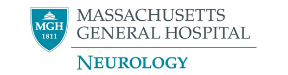 MGH
1811
MASSACHUSETTS
GENERAL HOSPITAL
NEUROLOGY